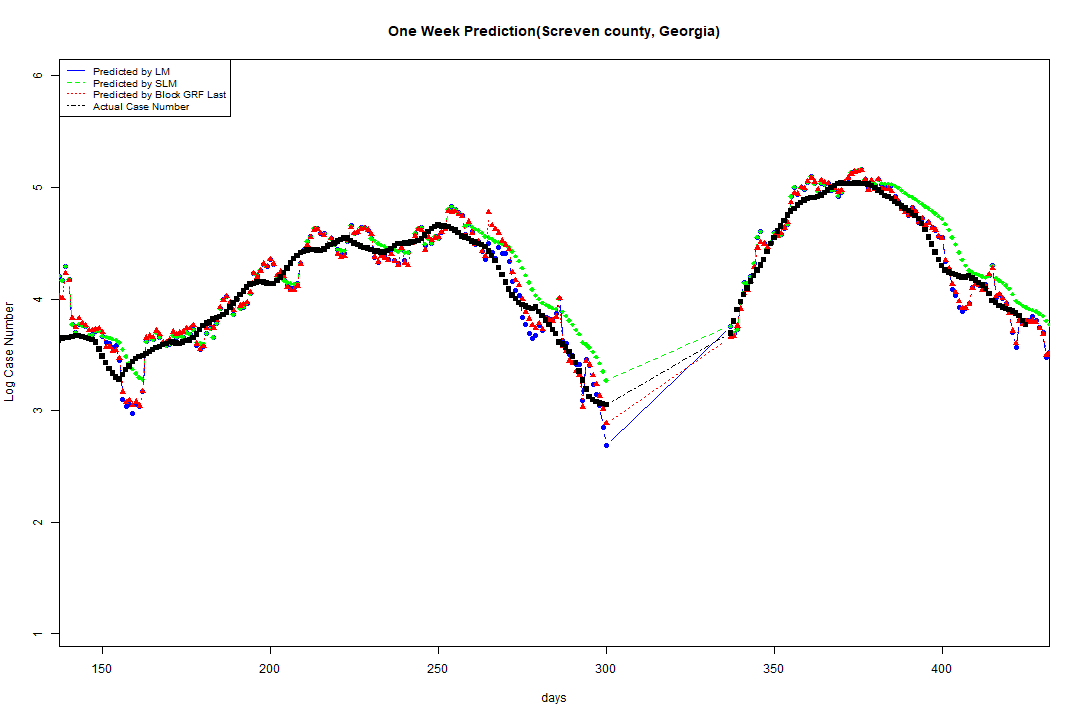 One Week Prediction(Screven county, Georgia)
Predicted by LM
Predicted by SLM
Predicted by Block GRF Last
Actual Case Number
6
5
4
3
2
1
Log Case Number
150 200 250 300 350 400
days